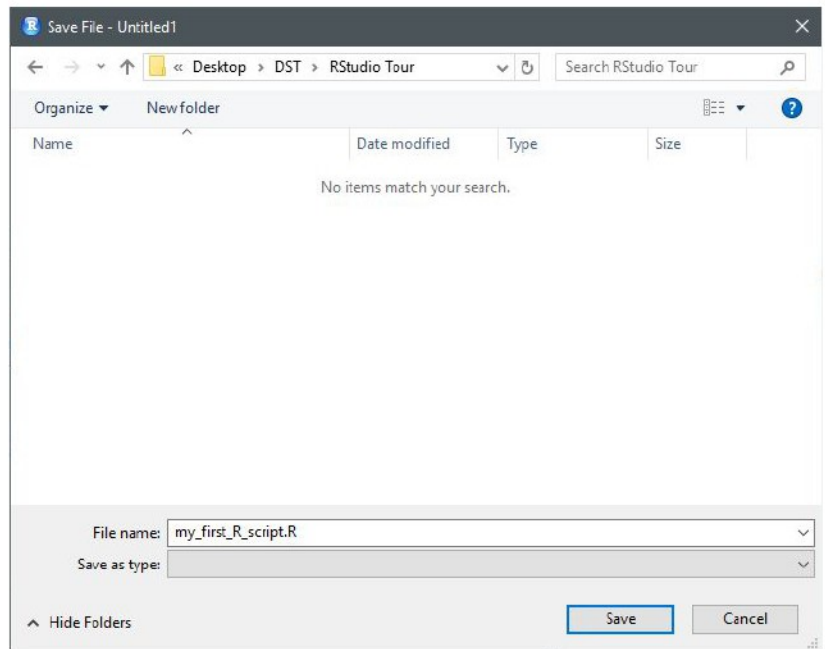 Save File - Untitled1
« Desktop > DST > RStudio Tour
Search RStudio Tour
Organize
New folder
Name
Date modified
Type
Size
No items match your search.
File name: my_first_R_script.R
Save as type:
Hide Folders
Save
Cancel